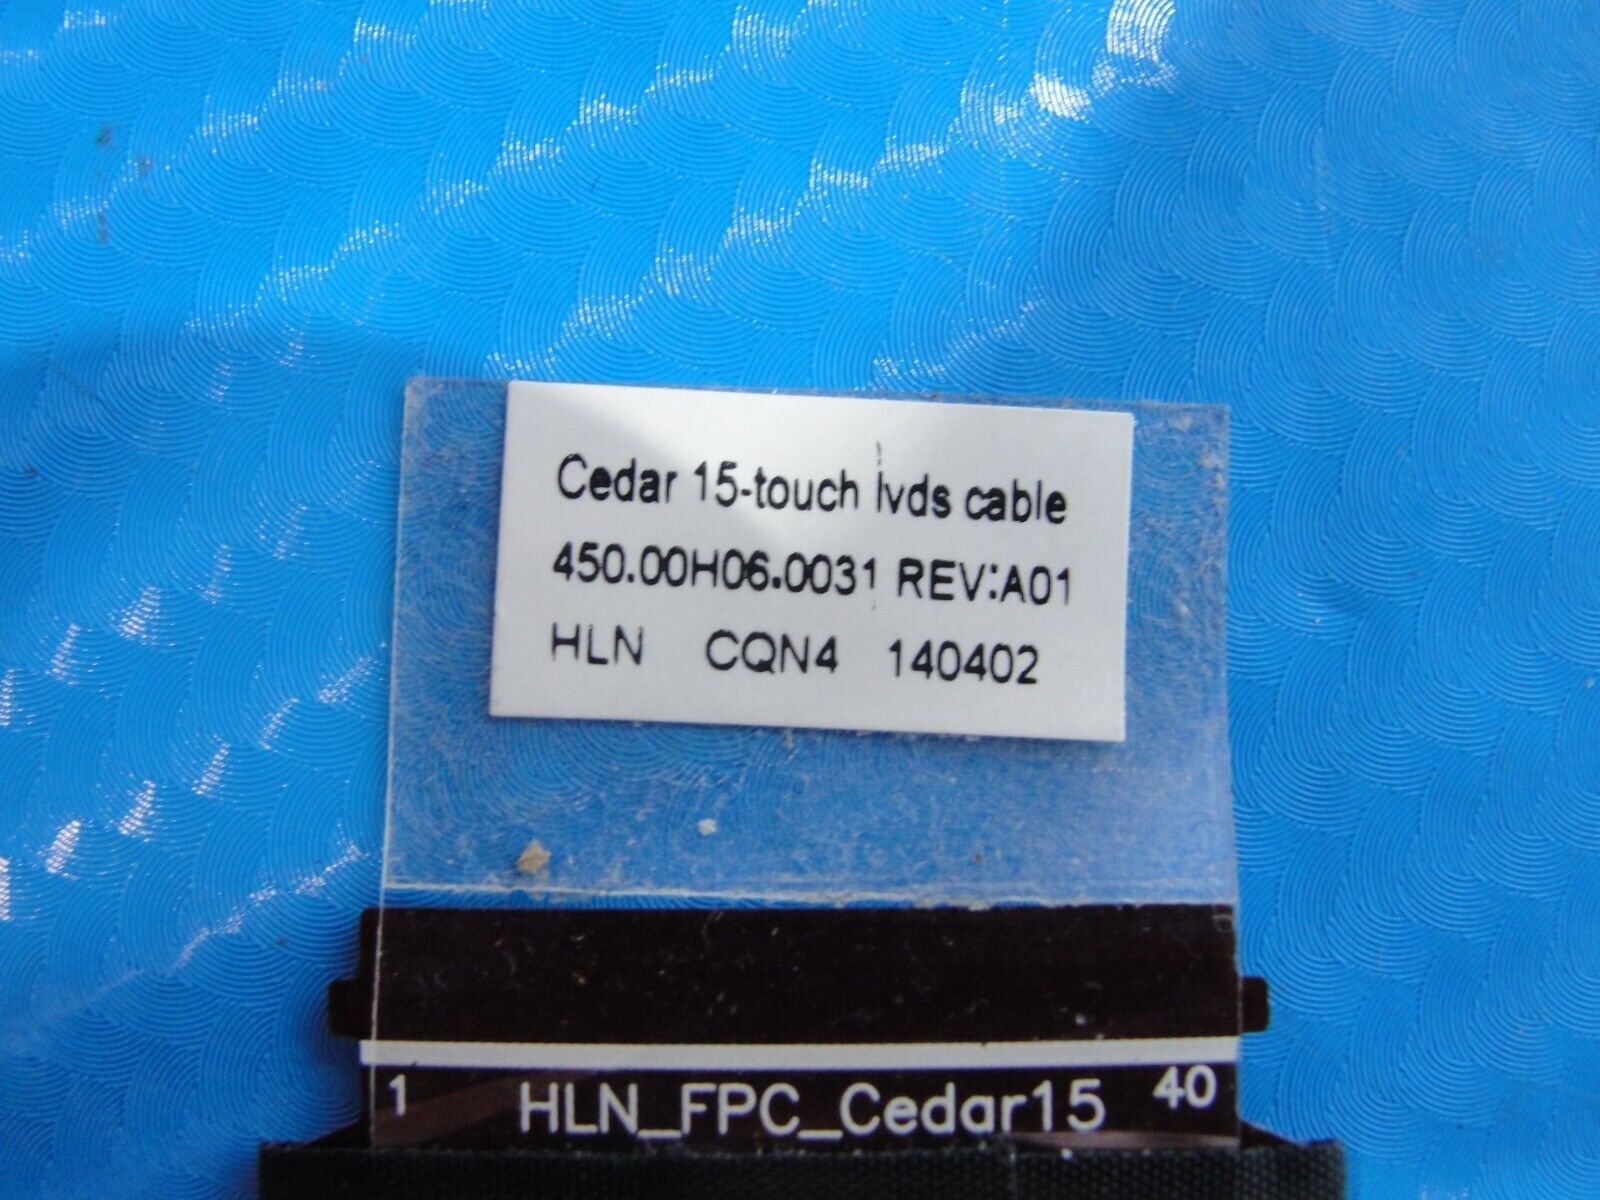 Cedar 15-touch lvds cable
450.00H06.0031 REV:A01
HLN CQN4 140402
1 HLN_FPC_Cedar15 40